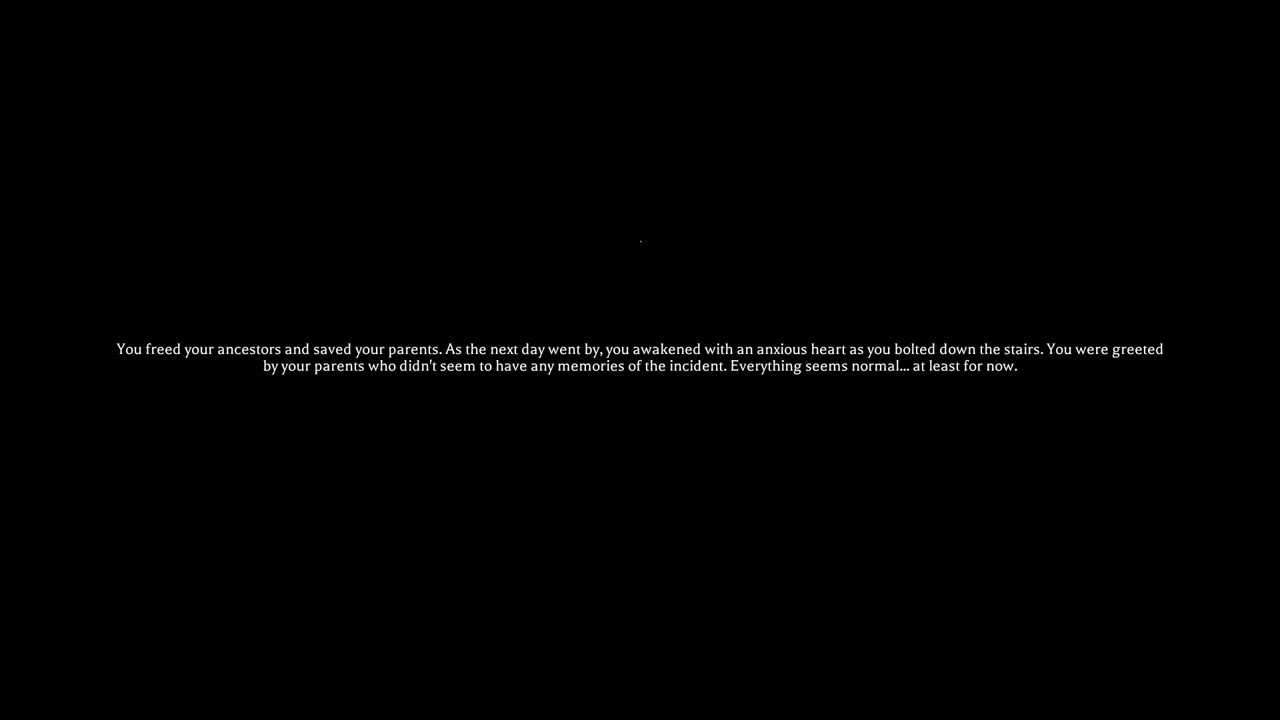 You freed your ancestors and saved your parents. As the next day went by, you awakened with an anxious heart as you bolted down the stairs. You were greeted
by your parents who didn't seem to have any memories of the incident. Everything seems normal... at least for now.